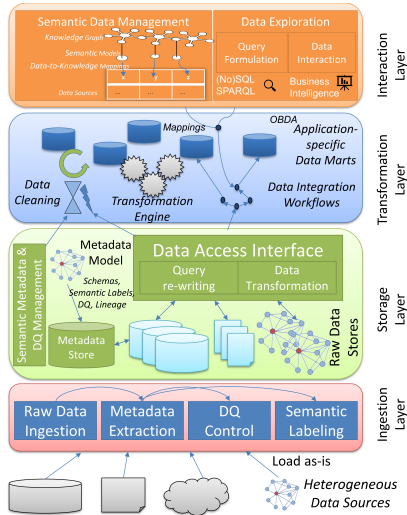 Semantic Data Management
Knowledge Graph
Semantic Models
Data-to-Knowledge Mappings
Data Sources
...
...
...
Data Exploration
Query
Formulation
Data
Interaction
(No)SQL
SPARQL
Business
Intelligence
Interaction
Layer
Mappings
OBDA
Application-
specific
Data Marts
Data
Cleaning
Transformation
Engine
Data Integration
Workflows
Transformation
Layer
Semantic Metadata &
DQ Management
Metadata
Model
Schemas,
Semantic Labels,
DQ, Lineage
Metadata
Store
Data Access Interface
Query
re-writing
Data
Transformation
Raw Data
Stores
Storage
Layer
Raw Data
Ingestion
Metadata
Extraction
DQ
Control
Semantic
Labeling
Ingestion
Layer
Load as-is
Heterogeneous
Data Sources